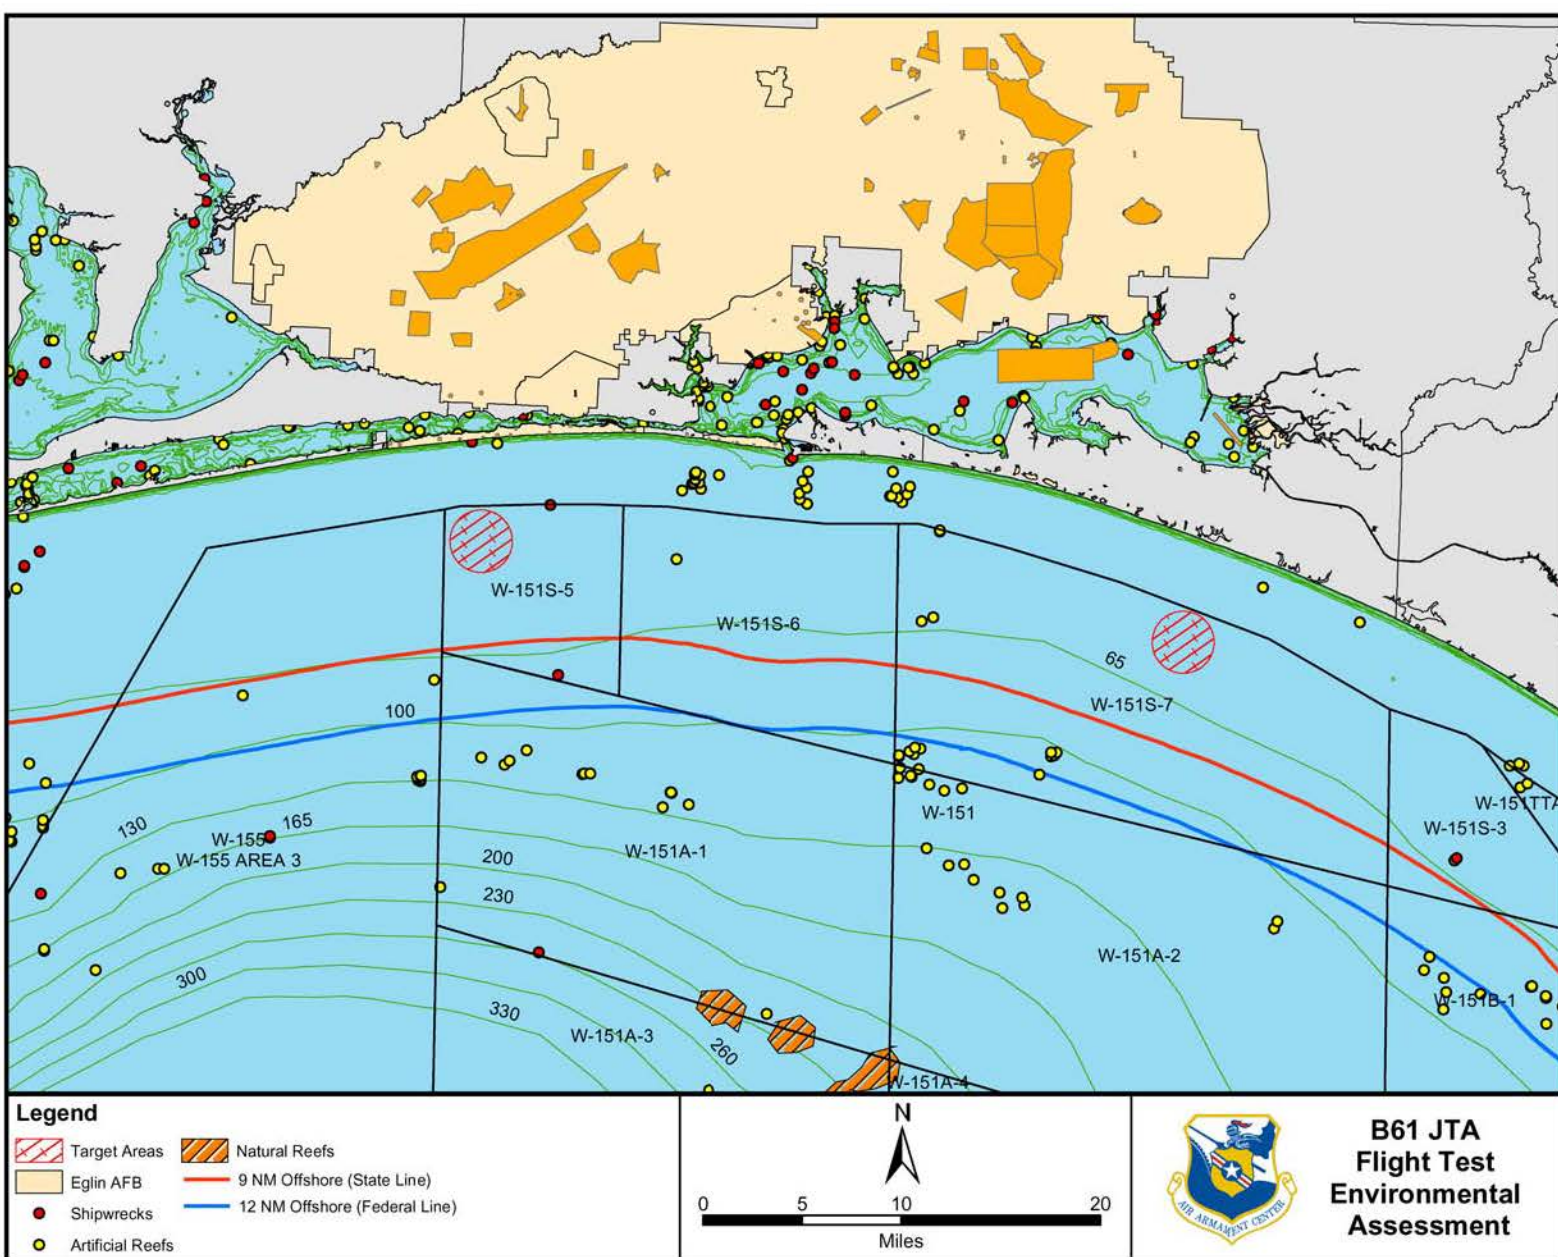 W-151S-5
W-151S-6
65
W-151S-7
100
W-151
W-151TTA
W-151S-3
130
165
W-155
W-155 AREA 3
W-151A-1
200
230
W-151A-2
300
330
W-151B-1
W-151A-3
260
W-151A-4
Legend
Target Areas
Eglin AFB
Shipwrecks
Artificial Reefs
Natural Reefs
9 NM Offshore (State Line)
12 NM Offshore (Federal Line)
N
0 5 10 20
Miles
AIR ARMAMENT CENTER
B61 JTA
Flight Test
Environmental
Assessment